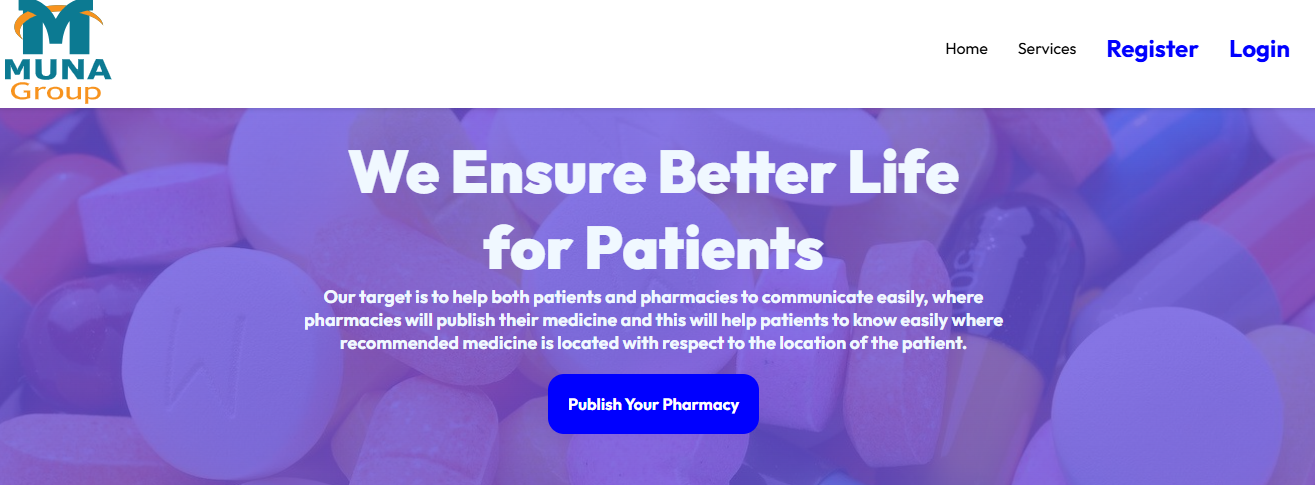 MUNA
Group
Home Services Register Login
We Ensure Better Life
for Patients
Our target is to help both patients and pharmacies to communicate easily, where
pharmacies will publish their medicine and this will help patients to know easily where
recommended medicine is located with respect to the location of the patient.
Publish Your Pharmacy